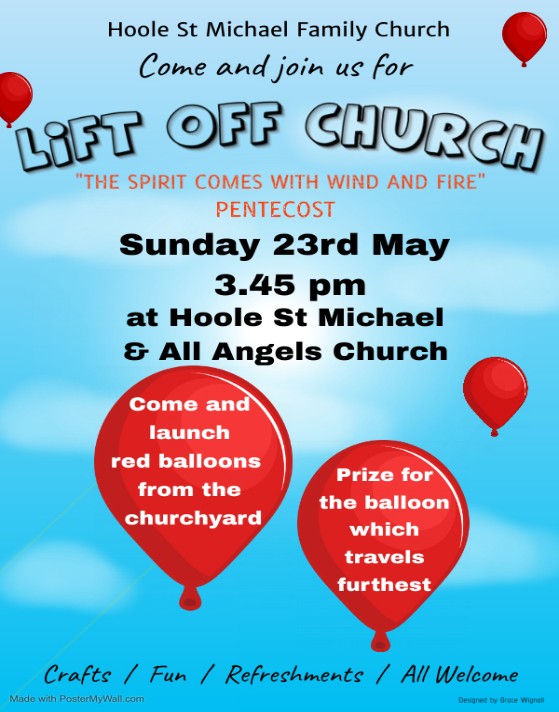 Hoole St Michael Family Church
Come and join us for
LiFT OFF CHURCH
"THE SPIRIT COMES WITH WIND AND FIRE"
PENTECOST
Sunday 23rd May
3.45 pm
at Hoole St Michael
& All Angels Church
Come and
launch
red balloons
from the
churchyard
Prize for
the balloon
which
travels
furthest
Crafts / Fun / Refreshments / All Welcome
Made with PosterMyWall.com
Designed by Grace Wignall